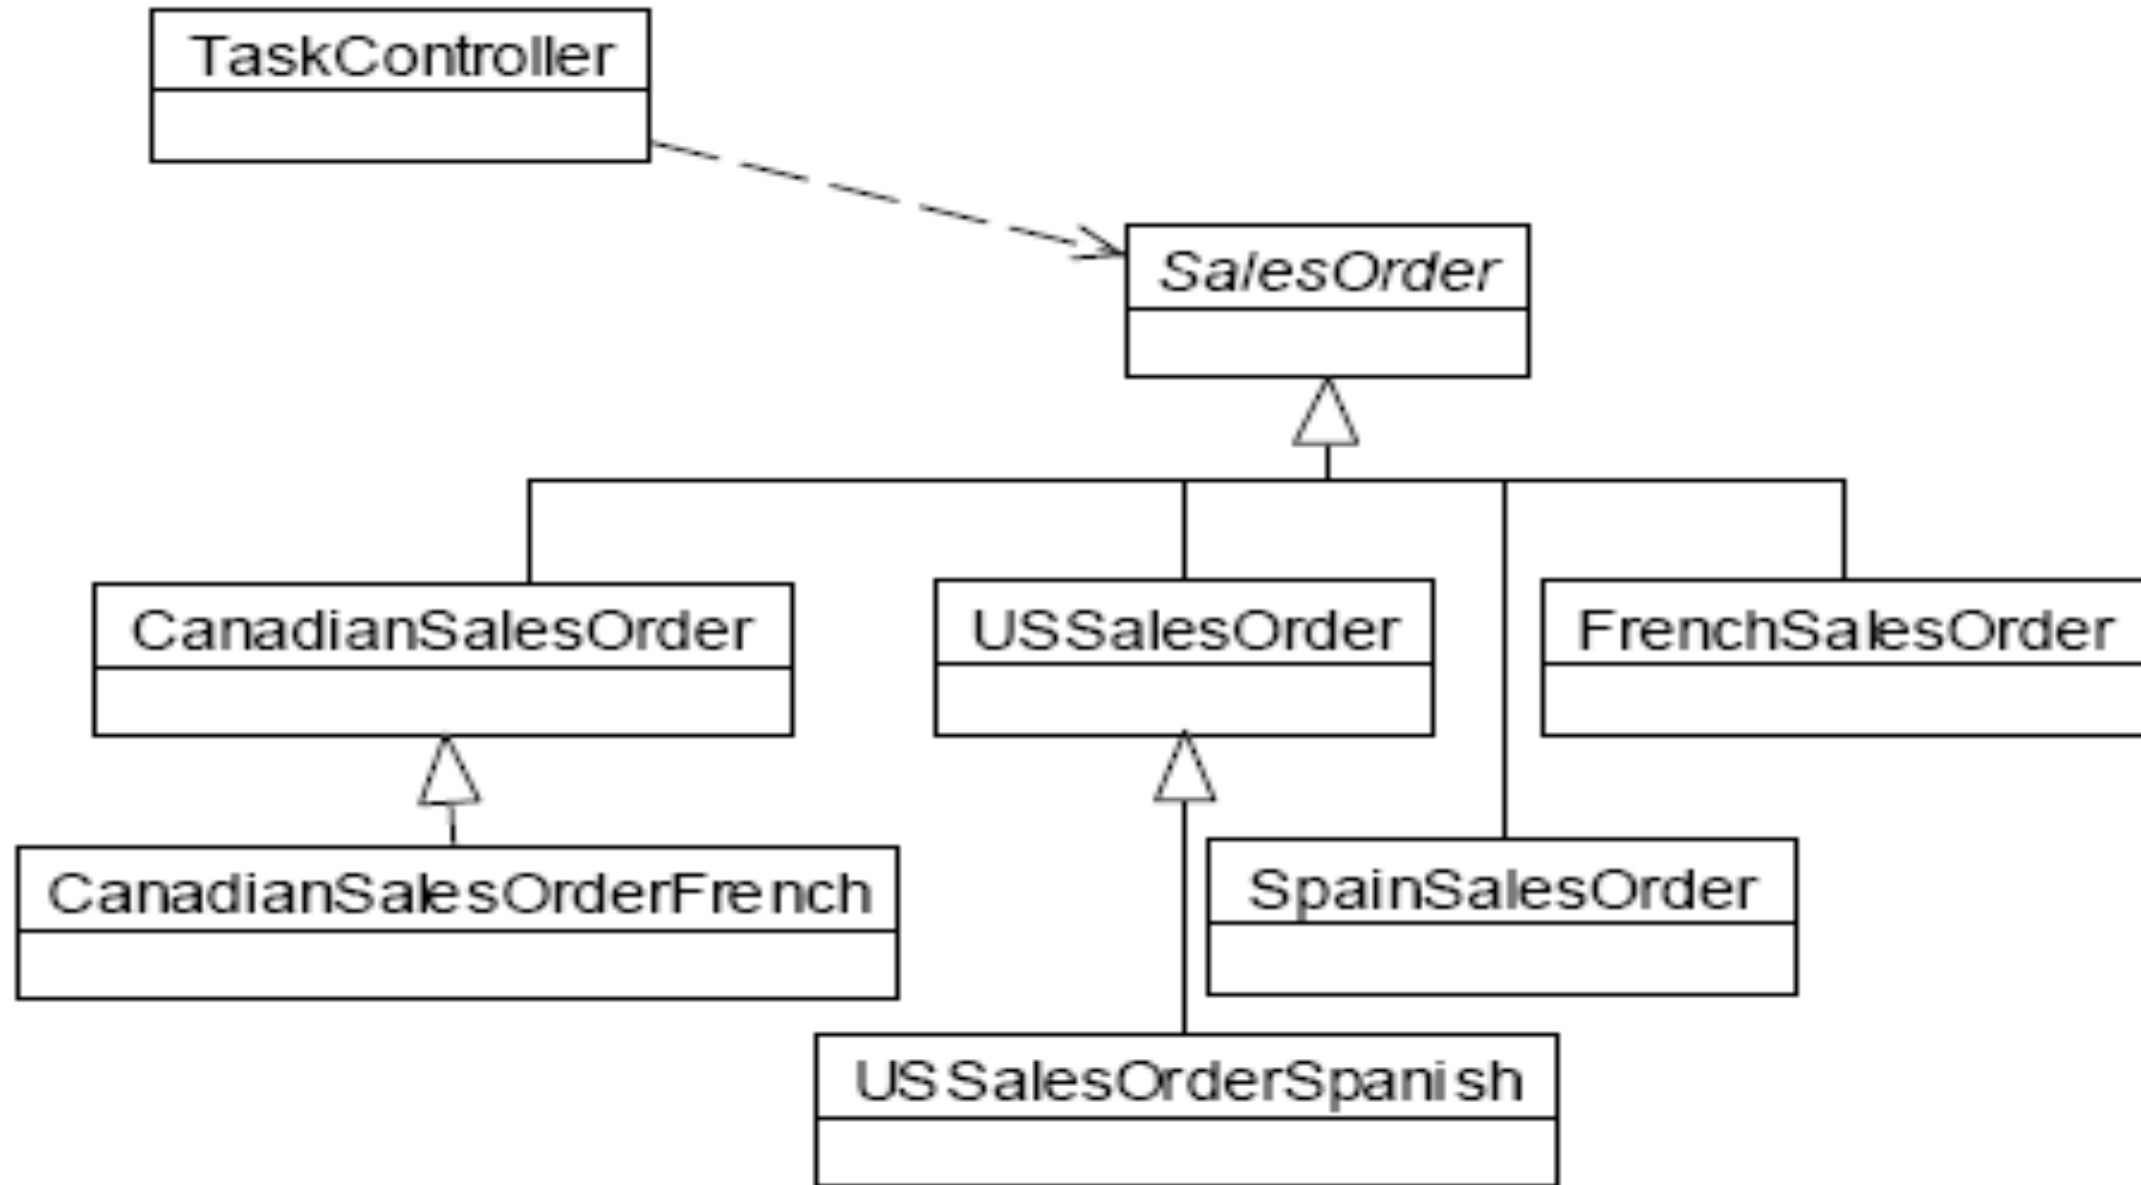 TaskController
SalesOrder
CanadianSalesOrder
USSalesOrder
FrenchSalesOrder
CanadianSalesOrderFrench
SpainSalesOrder
USSalesOrderSpanish